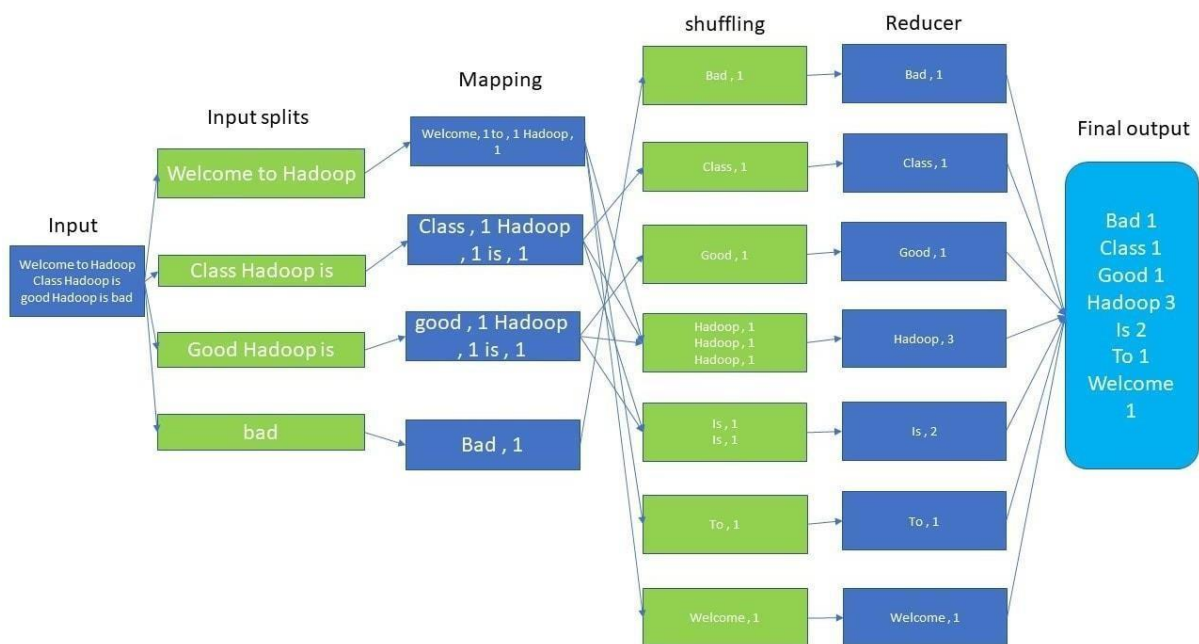 Input
Welcome to Hadoop
Class Hadoop is
good Hadoop is bad
Input splits
Welcome to Hadoop
Class Hadoop is
Good Hadoop is
bad
Mapping
Welcome, 1 to , 1 Hadoop ,
1
Class , 1 Hadoop
, 1 is , 1
good , 1 Hadoop
, 1 is , 1
Bad , 1
shuffling
Bad , 1
Class , 1
Good , 1
Hadoop , 1
Hadoop , 1
Hadoop , 1
Is , 1
Is , 1
To , 1
Welcome , 1
Reducer
Bad , 1
Class , 1
Good , 1
Hadoop , 3
Is , 2
To , 1
Welcome , 1
Final output
Bad 1
Class 1
Good 1
Hadoop 3
Is 2
To 1
Welcome
1